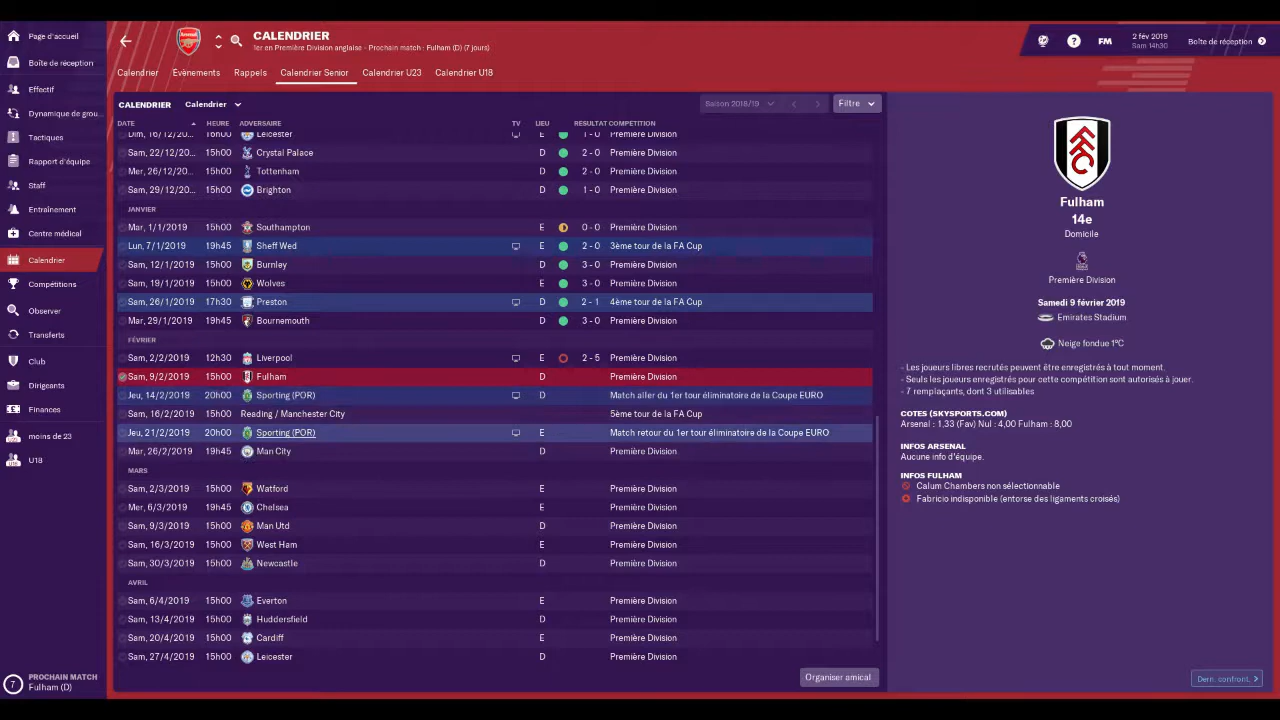 Page d'accueil
Boîte de réception
Effectif
Dynamique de grou...
Tactiques
Rapport d'équipe
Staff
Entraînement
Centre médical
Calendrier
Compétitions
Observer
Transferts
Club
Dirigeants
Finances
moins de 23
U18
7 PROCHAIN MATCH
Fulham (D)
CALENDRIER
1er en Première Division anglaise - Prochain match : Fulham (D) (7 jours)
? FM 2 fév 2019
Sam 14h30
Boîte de réception
Calendrier Evènements Rappels Calendrier Senior Calendrier U23 Calendrier U18
CALENDRIER Calendrier Saison 2018/19 Filtre
DATE HEURE ADVERSAIRE TV LIEU RESULTAT COMPETITION
Dim, 16/12/20... 16h00 Leicester E 1 - 0 Première Division
Sam, 22/12/20... 15h00 Crystal Palace D 2 - 0 Première Division
Mer, 26/12/20... 15h00 Tottenham D 2 - 0 Première Division
Sam, 29/12/20... 15h00 Brighton D 1 - 0 Première Division
JANVIER
Mar, 1/1/2019 15h00 Southampton E 0 - 0 Première Division
Lun, 7/1/2019 19h45 Sheff Wed E 2 - 0 3ème tour de la FA Cup
Sam, 12/1/2019 15h00 Burnley D 3 - 0 Première Division
Sam, 19/1/2019 15h00 Wolves E 3 - 0 Première Division
Sam, 26/1/2019 17h30 Preston D 2 - 1 4ème tour de la FA Cup
Mar, 29/1/2019 19h45 Bournemouth D 3 - 0 Première Division
FÉVRIER
Sam, 2/2/2019 12h30 Liverpool E 2 - 5 Première Division
Sam, 9/2/2019 15h00 Fulham D Première Division
Jeu, 14/2/2019 20h00 Sporting (POR) D Match aller du 1er tour éliminatoire de la Coupe EURO
Sam, 16/2/2019 15h00 Reading / Manchester City 5ème tour de la FA Cup
Jeu, 21/2/2019 20h00 Sporting (POR) E Match retour du 1er tour éliminatoire de la Coupe EURO
Mar, 26/2/2019 19h45 Man City D Première Division
MARS
Sam, 2/3/2019 15h00 Watford E Première Division
Mer, 6/3/2019 19h45 Chelsea E Première Division
Sam, 9/3/2019 15h00 Man Utd D Première Division
Sam, 16/3/2019 15h00 West Ham E Première Division
Sam, 30/3/2019 15h00 Newcastle D Première Division
AVRIL
Sam, 6/4/2019 15h00 Everton E Première Division
Sam, 13/4/2019 15h00 Huddersfield D Première Division
Sam, 20/4/2019 15h00 Cardiff E Première Division
Sam, 27/4/2019 15h00 Leicester D Première Division
Organiser amical
Fulham
14e
Domicile
Première Division
Samedi 9 février 2019
Emirates Stadium
Neige fondue 1°C
- Les joueurs libres recrutés peuvent être enregistrés à tout moment.
- Seuls les joueurs enregistrés pour cette compétition sont autorisés à jouer.
- 7 remplaçants, dont 3 utilisables
COTES (SKYSPORTS.COM)
Arsenal : 1,33 (Fav) Nul : 4,00 Fulham : 8,00
INFOS ARSENAL
Aucune info d'équipe.
INFOS FULHAM
Calum Chambers non sélectionnable
Fabricio indisponible (entorse des ligaments croisés)
Dern. confront.